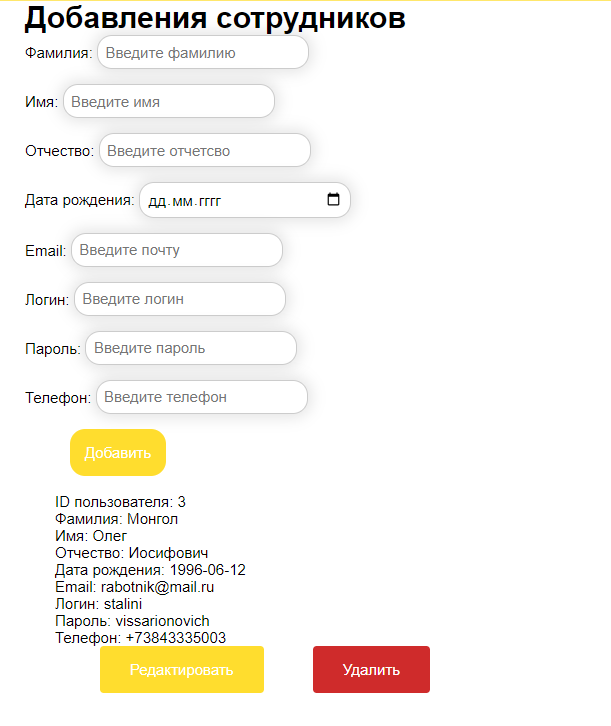 Добавления сотрудников
Фамилия: Введите фамилию
Имя: Введите имя
Отчество: Введите отчетсво
Дата рождения: дд.мм.гггг
Email: Введите почту
Логин: Введите логин
Пароль: Введите пароль
Телефон: Введите телефон
Добавить
ID пользователя: 3
Фамилия: Монгол
Имя: Олег
Отчество: Иосифович
Дата рождения: 1996-06-12
Email: rabotnik@mail.ru
Логин: stalini
Пароль: vissarionovich
Телефон: +73843335003
Редактировать Удалить